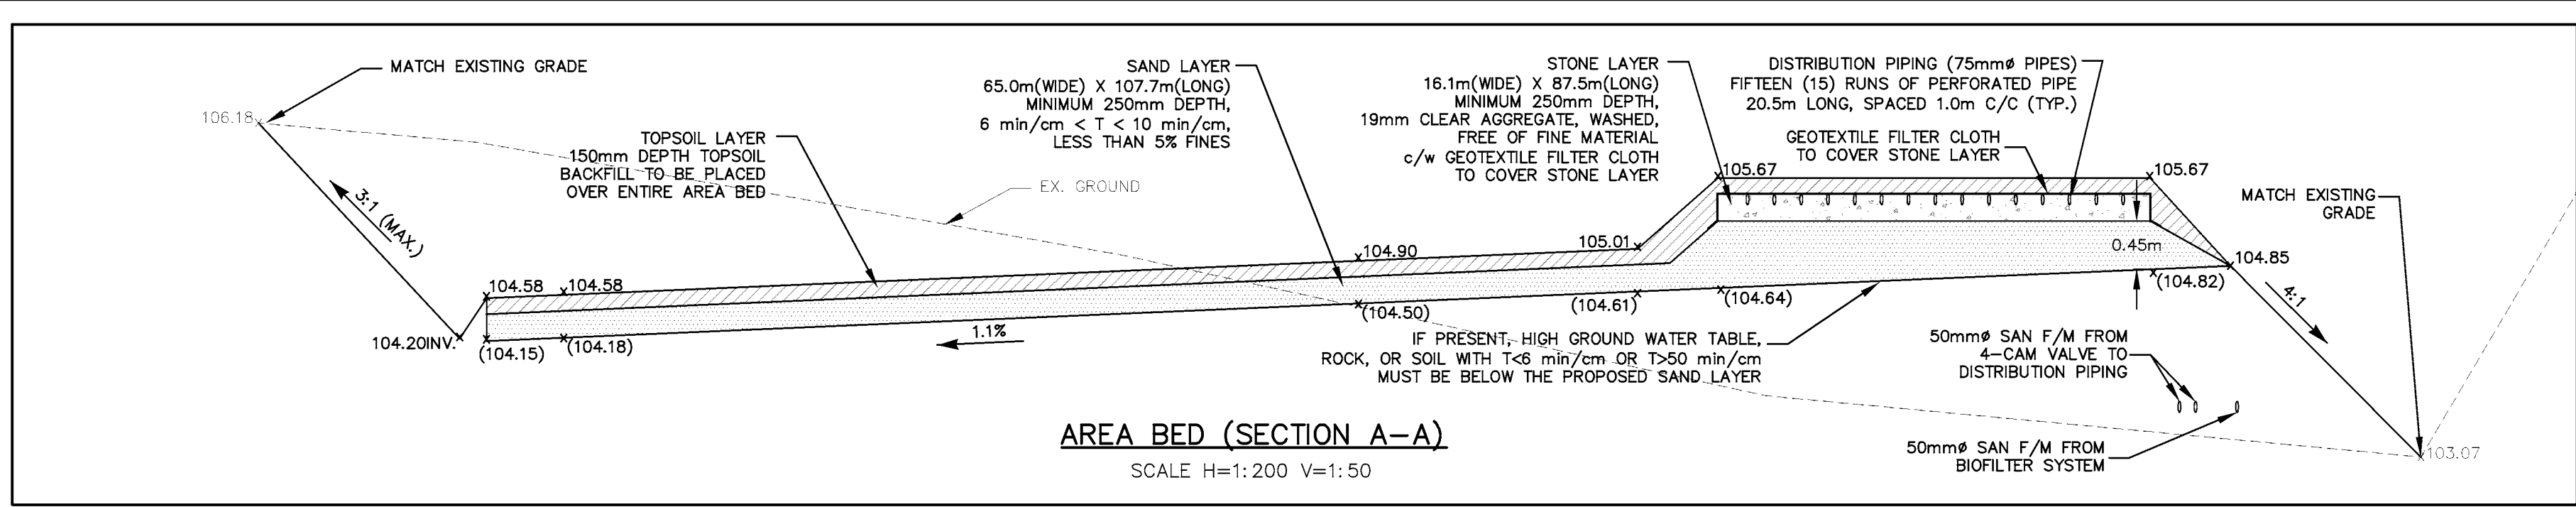 MATCH EXISTING GRADE
106.18
3:1 (MAX.)
TOPSOIL LAYER
150mm DEPTH TOPSOIL
BACKFILL TO BE PLACED
OVER ENTIRE AREA BED
SAND LAYER
65.0m(WIDE) X 107.7m(LONG)
MINIMUM 250mm DEPTH,
6 min/cm < T < 10 min/cm,
LESS THAN 5% FINES
EX. GROUND
STONE LAYER
16.1m(WIDE) X 87.5m(LONG)
MINIMUM 250mm DEPTH,
19mm CLEAR AGGREGATE, WASHED,
FREE OF FINE MATERIAL
c/w GEOTEXTILE FILTER CLOTH
TO COVER STONE LAYER
DISTRIBUTION PIPING (75mmø PIPES)
FIFTEEN (15) RUNS OF PERFORATED PIPE
20.5m LONG, SPACED 1.0m C/C (TYP.)
GEOTEXTILE FILTER CLOTH
TO COVER STONE LAYER
105.67
105.67
MATCH EXISTING
GRADE
104.58
104.58
104.90
105.01
0.45m
104.85
104.20INV.
(104.15)
(104.18)
1.1%
(104.50)
(104.61)
(104.64)
(104.82)
4:1
IF PRESENT, HIGH GROUND WATER TABLE,
ROCK, OR SOIL WITH T<6 min/cm OR T>50 min/cm
MUST BE BELOW THE PROPOSED SAND LAYER
50mmø SAN F/M FROM
4-CAM VALVE TO
DISTRIBUTION PIPING
50mmø SAN F/M FROM
BIOFILTER SYSTEM
103.07
AREA BED (SECTION A-A)
SCALE H=1:200 V=1:50